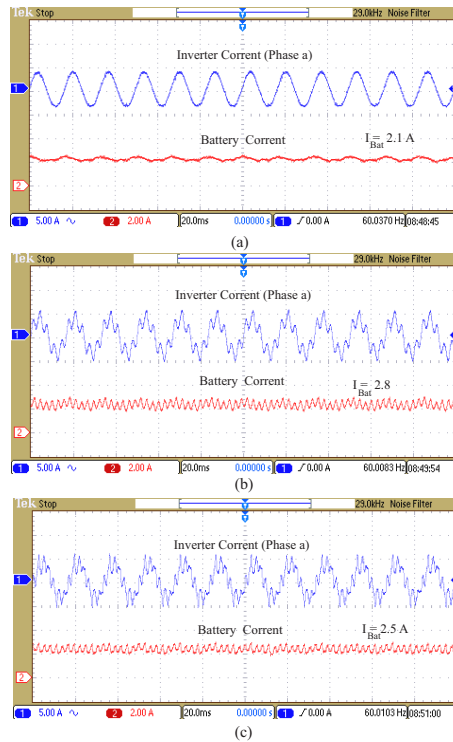 Tek Stop 29.0kHz Noise Filter
Inverter Corrent (Phase a)
1
Battery Corrent
I = 2.1 A
Bat
2
1 5.00 A 2 2.00 A 20.0ms 0.00000 s 1 0.00 A 60.0370 Hz 08:48:45
(a)
Tek Stop 29.0kHz Noise Filter
Inverter Current (Phase a)
1
Battery Current
I = 2.8
Bat
2
1 5.00 A 2 2.00 A 20.0ms 0.00000 s 1 0.00 A 60.0083 Hz 08:49:54
(b)
Tek Stop 29.0kHz Noise Filter
Inverter Current (Phase a)
1
Battery Current
I = 2.5 A
Bat
2
1 5.00 A 2 2.00 A 20.0ms 0.00000 s 1 0.00 A 60.0103 Hz 08:51:00
(c)